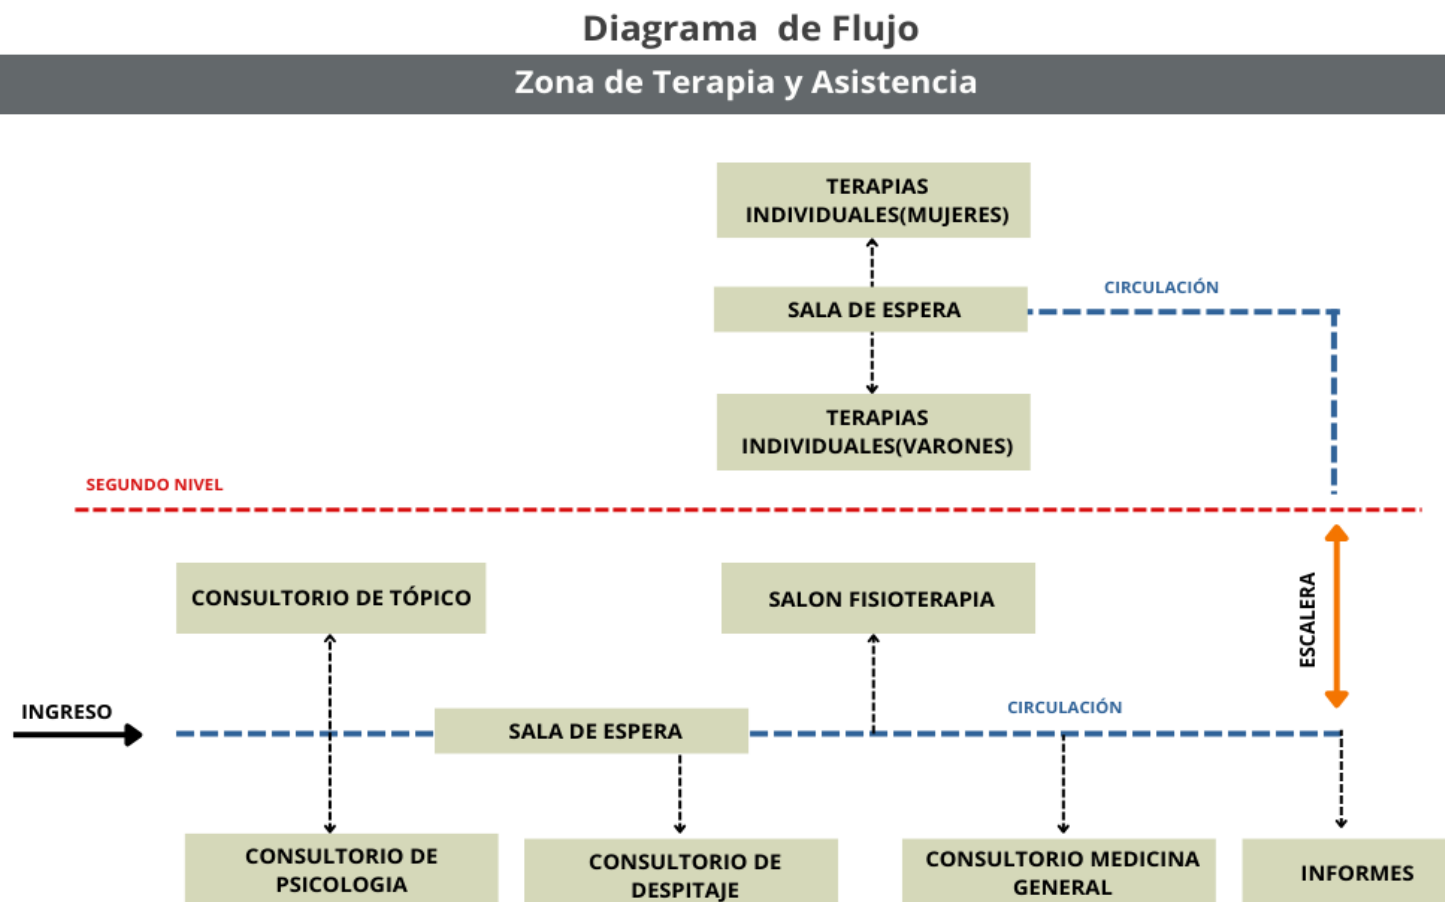 Diagrama de Flujo
Zona de Terapia y Asistencia
TERAPIAS
INDIVIDUALES(MUJERES)
CIRCULACIÓN
SALA DE ESPERA
TERAPIAS
INDIVIDUALES(VARONES)
SEGUNDO NIVEL
CONSULTORIO DE TÓPICO
SALON FISIOTERAPIA
ESCALERA
INGRESO
SALA DE ESPERA
CIRCULACIÓN
CONSULTORIO DE
PSICOLOGIA
CONSULTORIO DE
DESPITAJE
CONSULTORIO MEDICINA
GENERAL
INFORMES